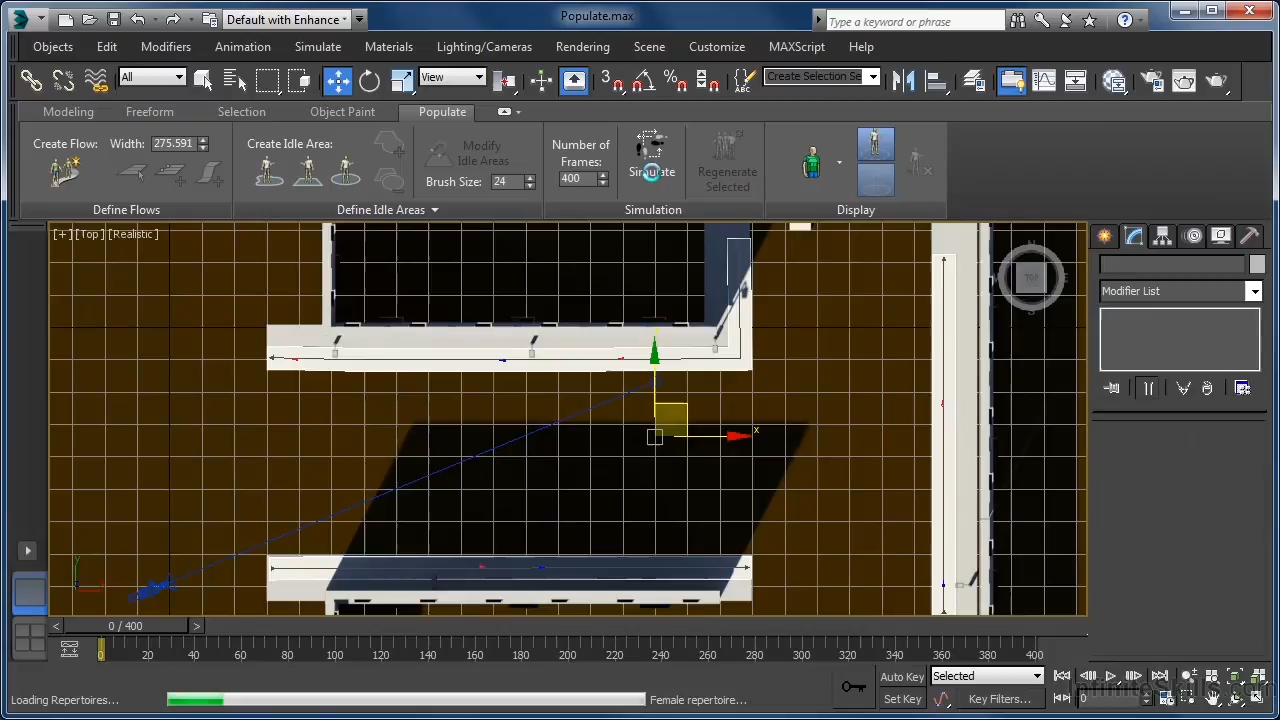 Default with Enhance
Populate.max
Type a keyword or phrase
Objects Edit Modifiers Animation Simulate Materials Lighting/Cameras Rendering Scene Customize MAXScript Help
All View 3 Create Selection Se
ABC
Modeling Freeform Selection Object Paint Populate
Create Flow: Width: 275.591
Create Idle Area:
Modify
Idle Areas
Brush Size: 24
Number of
Frames:
400
Simulate
Regenerate
Selected
Define Flows Define Idle Areas Simulation Display
[+] [Top] [Realistic]
TOP
Modifier List
x
y
< 0 / 400 >
0 20 40 60 80 100 120 140 160 180 200 220 240 260 280 300 320 340 360 380 400
Auto Key Selected
Set Key Key Filters... 0
Loading Repertoires... Female repertoire...